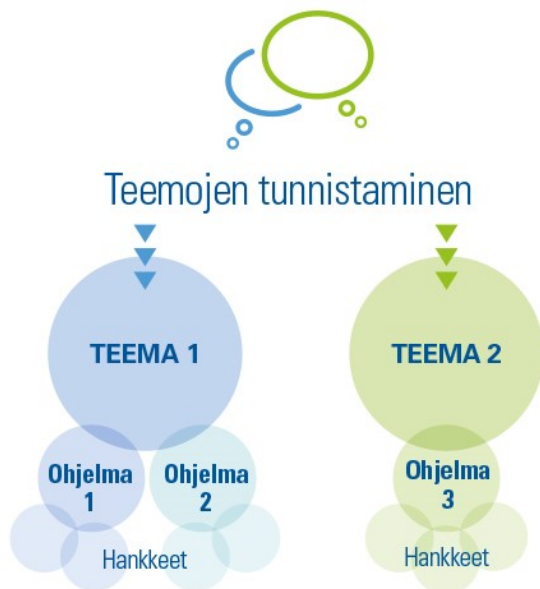 Teemojen tunnistaminen
TEEMA 1
TEEMA 2
Ohjelma
1
Ohjelma
2
Ohjelma
3
Hankkeet
Hankkeet